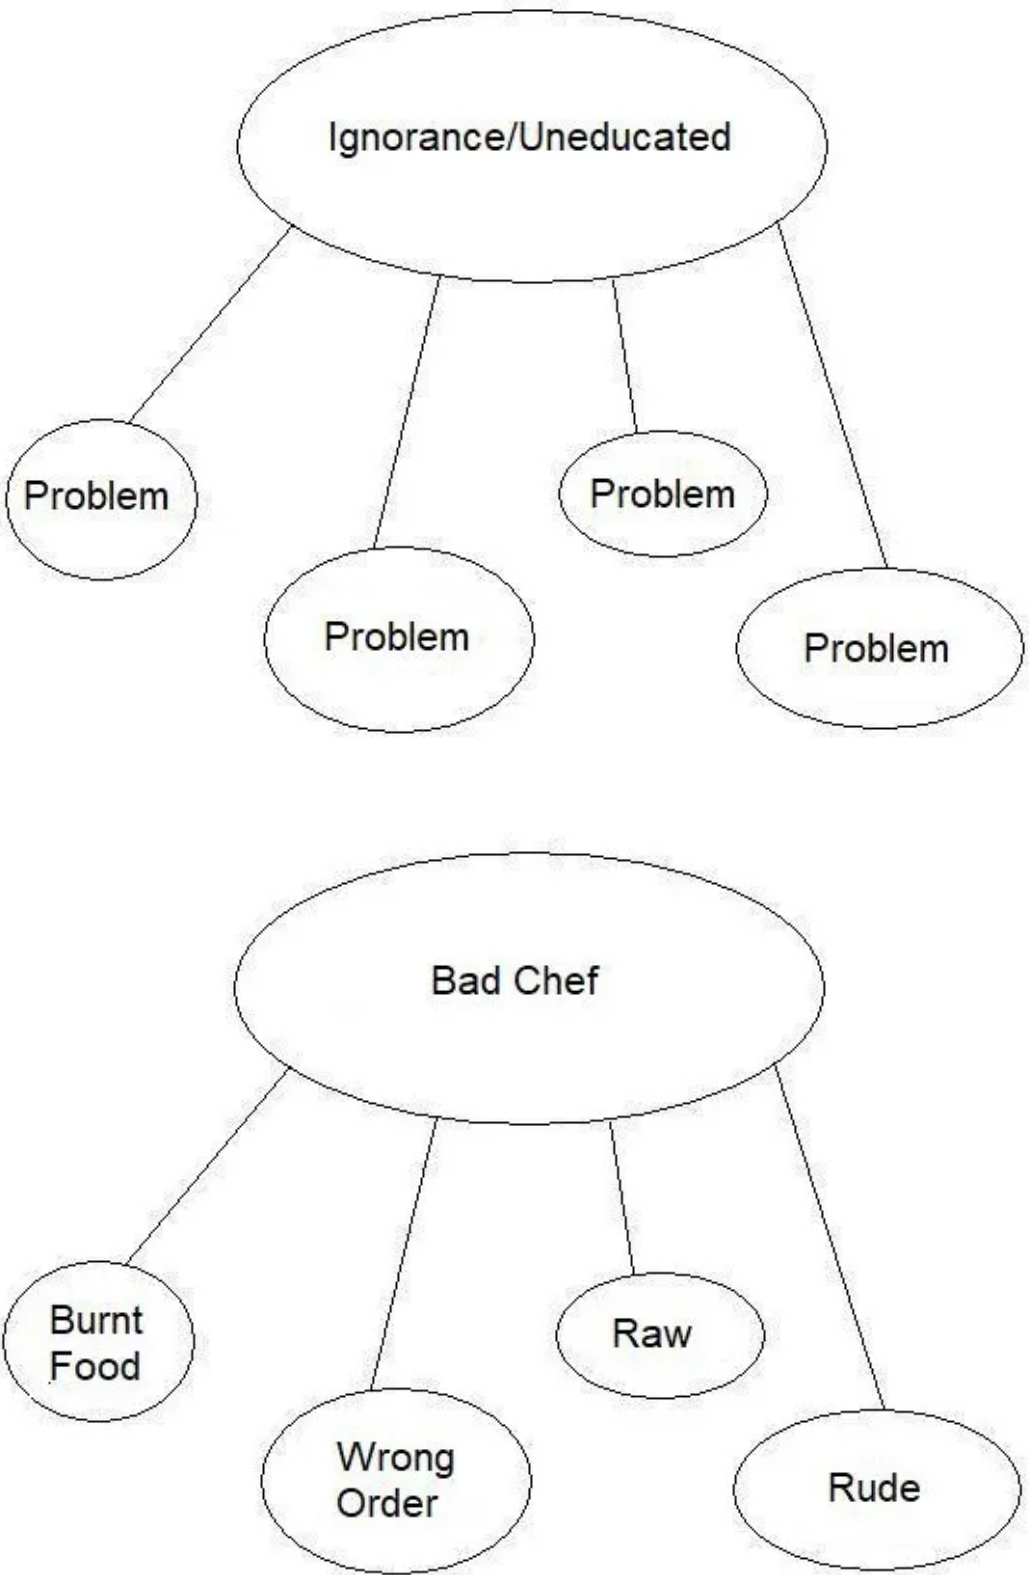 Ignorance/Uneducated
Problem
Problem
Problem
Problem
Bad Chef
Burnt
Food
Raw
Wrong
Order
Rude